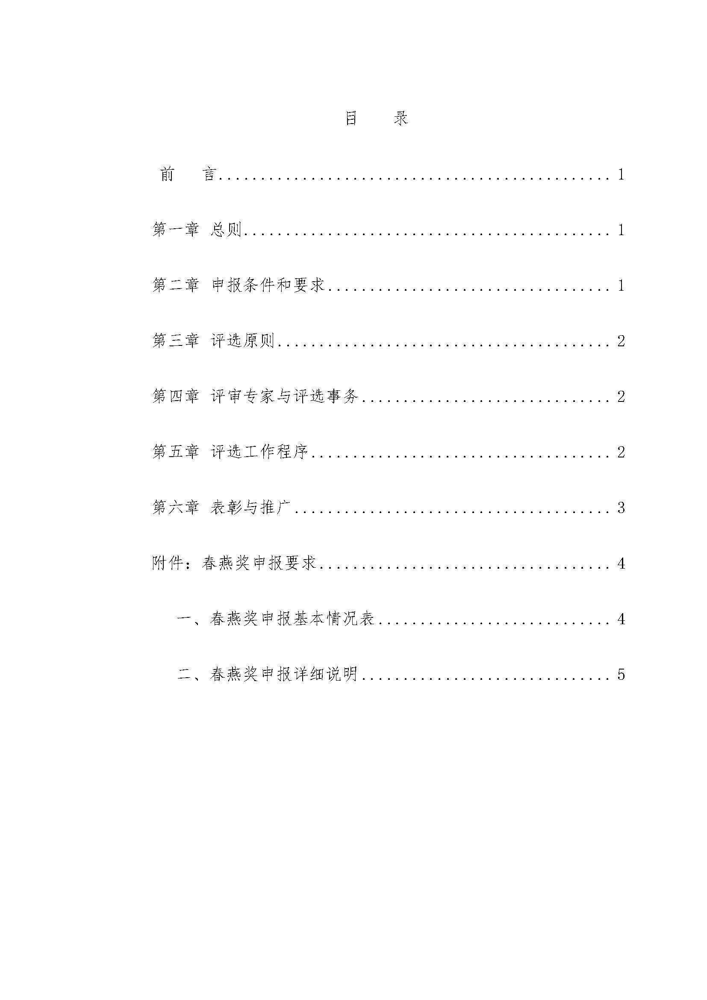 目 录
前 言............................................... 1
第一章 总则............................................ 1
第二章 申报条件和要求.................................. 1
第三章 评选原则........................................ 2
第四章 评审专家与评选事务.............................. 2
第五章 评选工作程序.................................... 2
第六章 表彰与推广...................................... 3
附件：春燕奖申报要求................................... 4
一、春燕奖申报基本情况表............................ 4
二、春燕奖申报详细说明.............................. 5